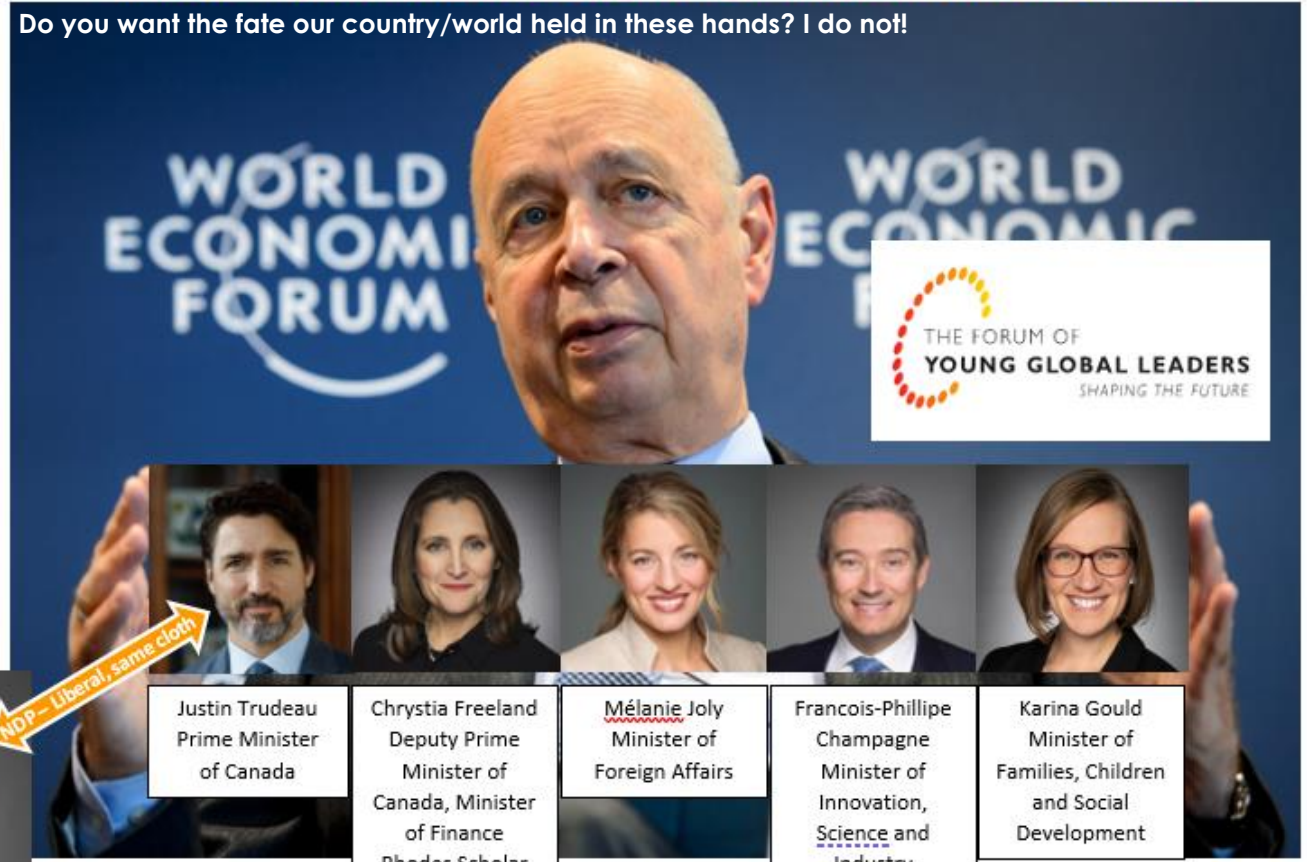 Do you want the fate our country/world held in these hands? I do not!
WORLD
ECONOMI
FORUM
WORLD
ECONOMIC
F
THE FORUM OF
YOUNG GLOBAL LEADERS
SHAPING THE FUTURE
NDP – Liberal, same cloth
Justin Trudeau
Prime Minister
of Canada
Chrystia Freeland
Deputy Prime
Minister of
Canada, Minister
of Finance
Rhodes Scholar
Mélanie Joly
Minister of
Foreign Affairs
Francois-Phillipe
Champagne
Minister of
Innovation,
Science and
Industry
Karina Gould
Minister of
Families, Children
and Social
Development